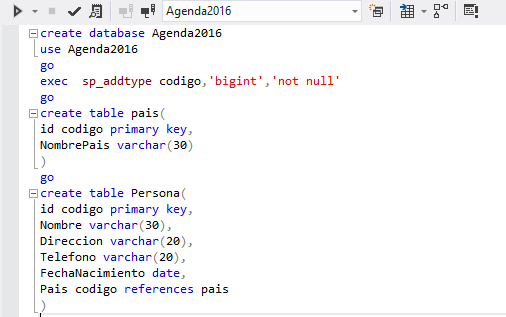 Agenda2016
create database Agenda2016
use Agenda2016
go
exec  sp_addtype codigo,'bigint','not null'
go
create table pais(
id codigo primary key,
NombrePais varchar(30)
)
go
create table Persona(
id codigo primary key,
Nombre varchar(30),
Direccion varchar(20),
Telefono varchar(20),
FechaNacimiento date,
Pais codigo references pais
)